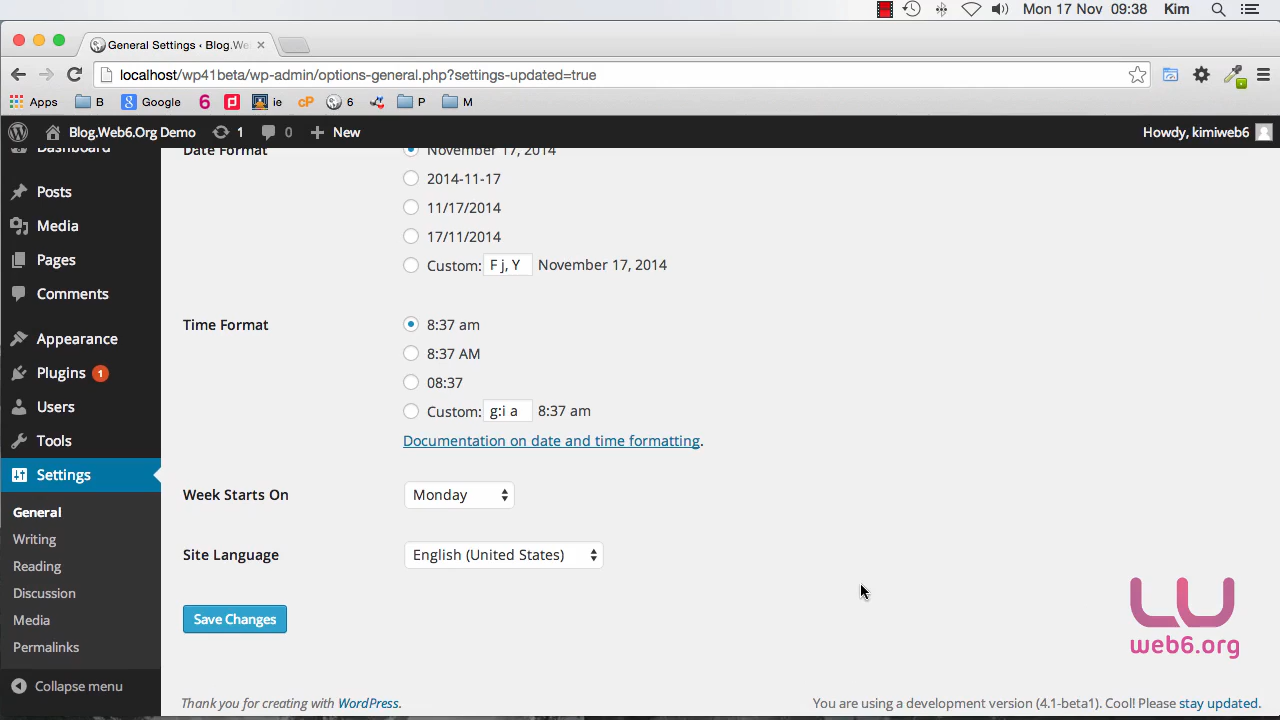 Mon 17 Nov 09:38 Kim
General Settings ‹ Blog.We
localhost/wp41beta/wp-admin/options-general.php?settings-updated=true
Apps B Google 6 ie cP 6 P M
Blog.Web6.Org Demo 1 0 New Howdy, kimiweb6
Dashboard
Posts
Media
Pages
Comments
Appearance
Plugins 1
Users
Tools
Settings
General
Writing
Reading
Discussion
Media
Permalinks
Collapse menu
Date Format November 17, 2014
2014-11-17
11/17/2014
17/11/2014
Custom: F j, Y November 17, 2014
Time Format 8:37 am
8:37 AM
08:37
Custom: g:i a 8:37 am
Documentation on date and time formatting.
Week Starts On Monday
Site Language English (United States)
Save Changes
web6.org
Thank you for creating with WordPress. You are using a development version (4.1-beta1). Cool! Please stay updated.